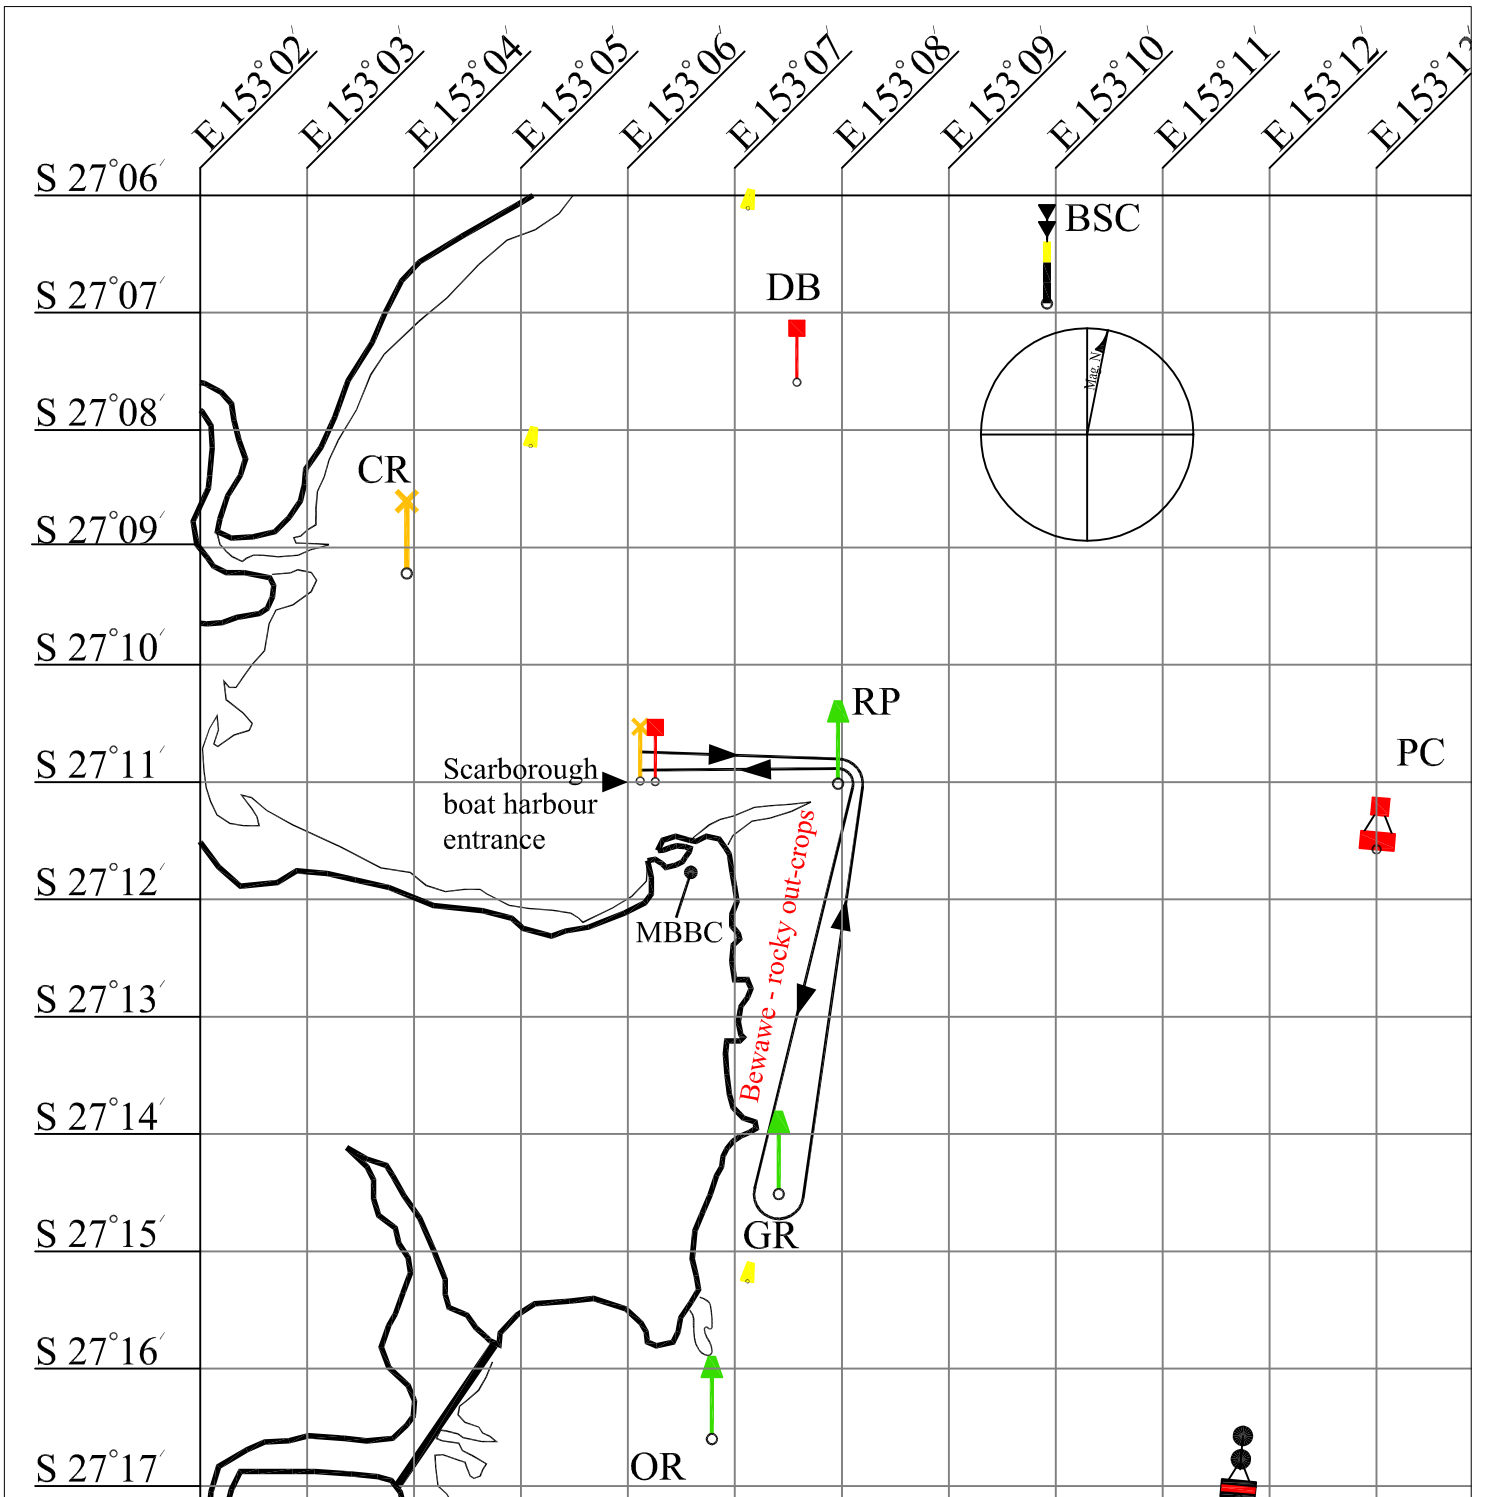 E 153°02′
E 153°03′
E 153°04′
E 153°05′
E 153°06′
E 153°07′
E 153°08′
E 153°09′
E 153°10′
E 153°11′
E 153°12′
E 153°13′
S 27°06′
BSC
S 27°07′
DB
Mag. N
S 27°08′
CR
S 27°09′
S 27°10′
RP
S 27°11′
PC
Scarborough
boat harbour
entrance
S 27°12′
MBBC
Bewawe - rocky out-crops
S 27°13′
S 27°14′
S 27°15′
GR
S 27°16′
OR
S 27°17′